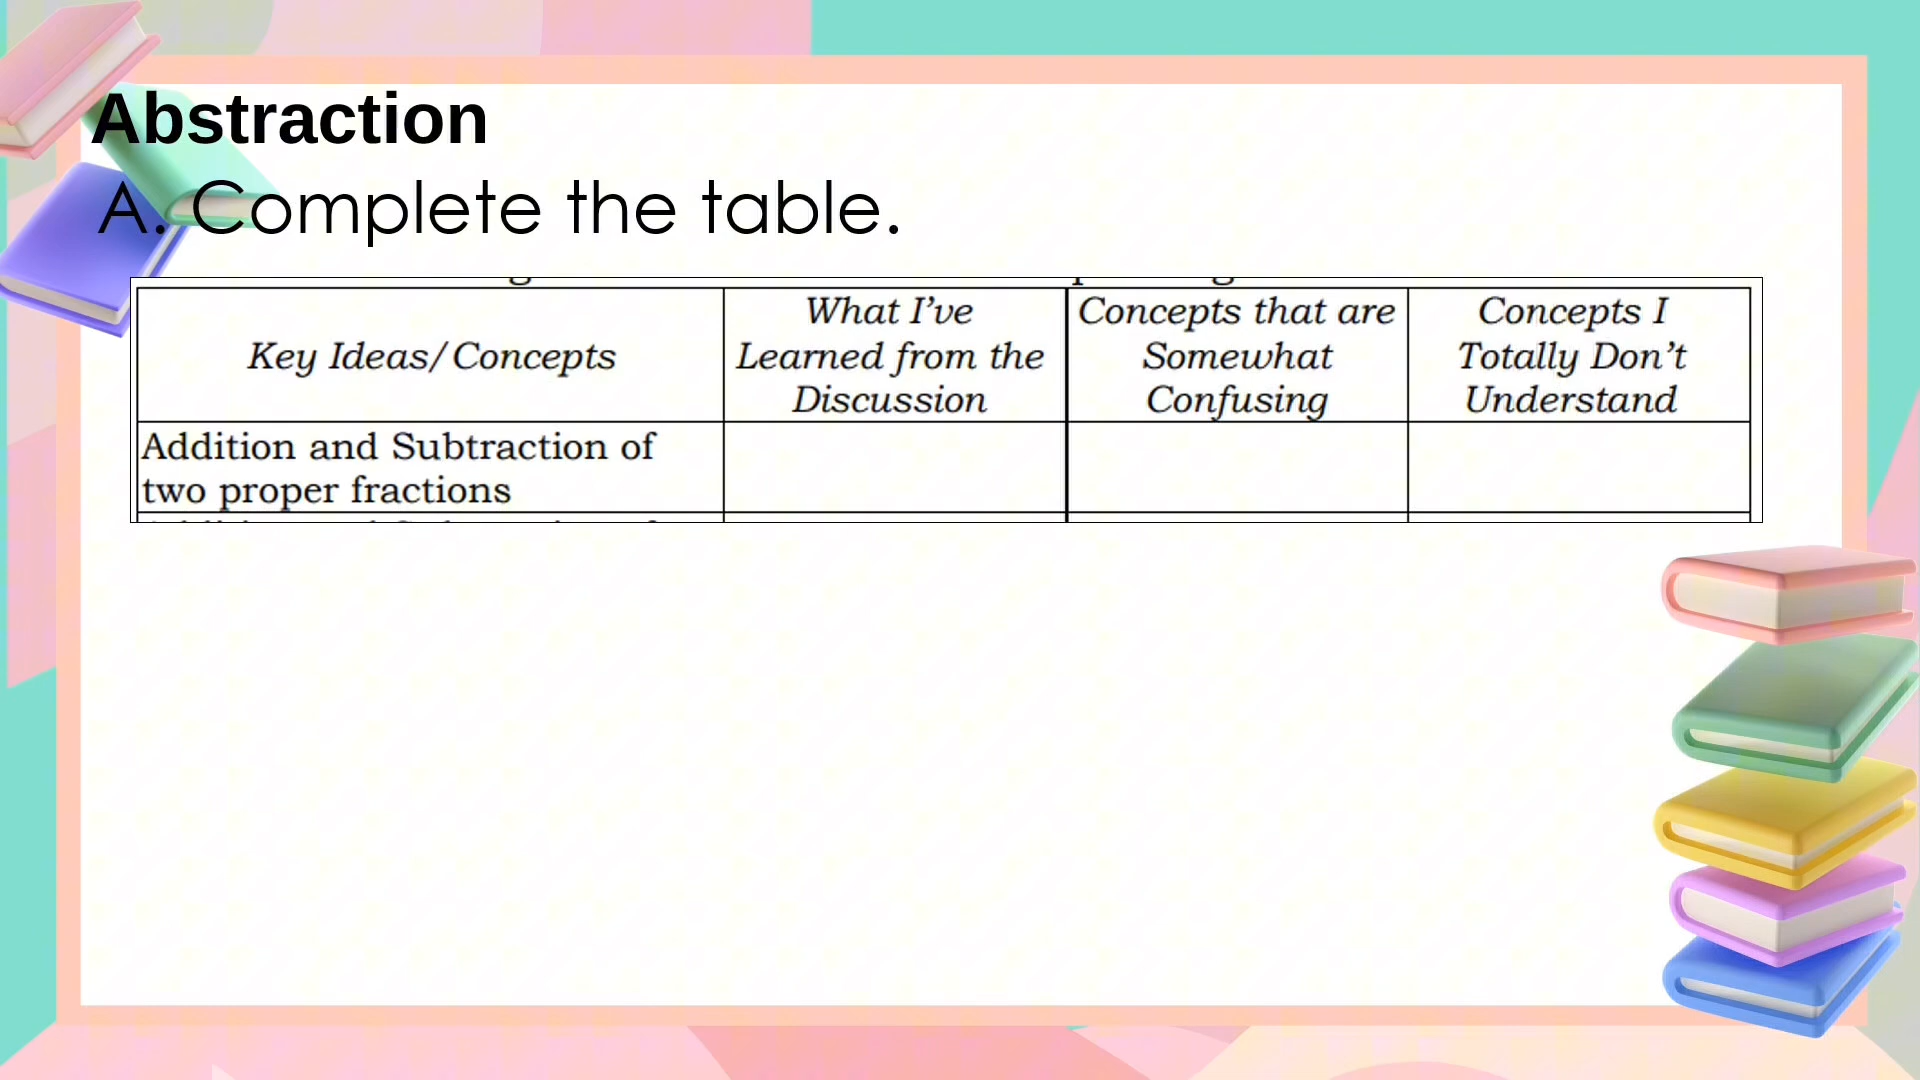 Abstraction
A. Complete the table.
Key Ideas/Concepts
What I've
Learned from the
Discussion
Concepts that are
Somewhat
Confusing
Concepts I
Totally Don't
Understand
Addition and Subtraction of
two proper fractions